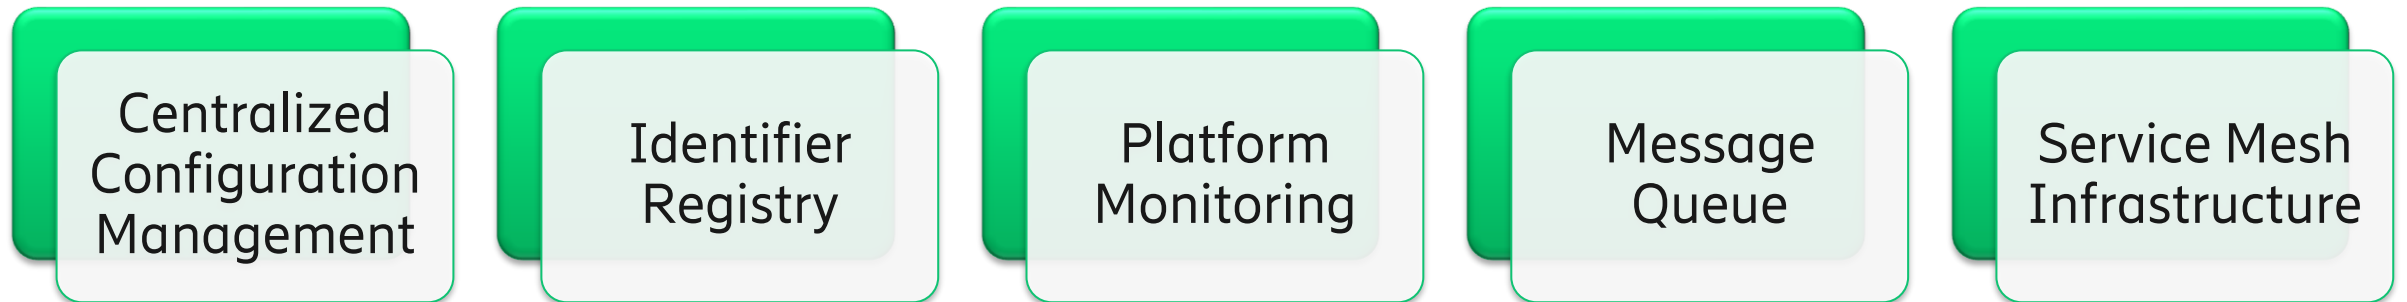 Centralized
Configuration
Management
Identifier
Registry
Platform
Monitoring
Message
Queue
Service Mesh
Infrastructure